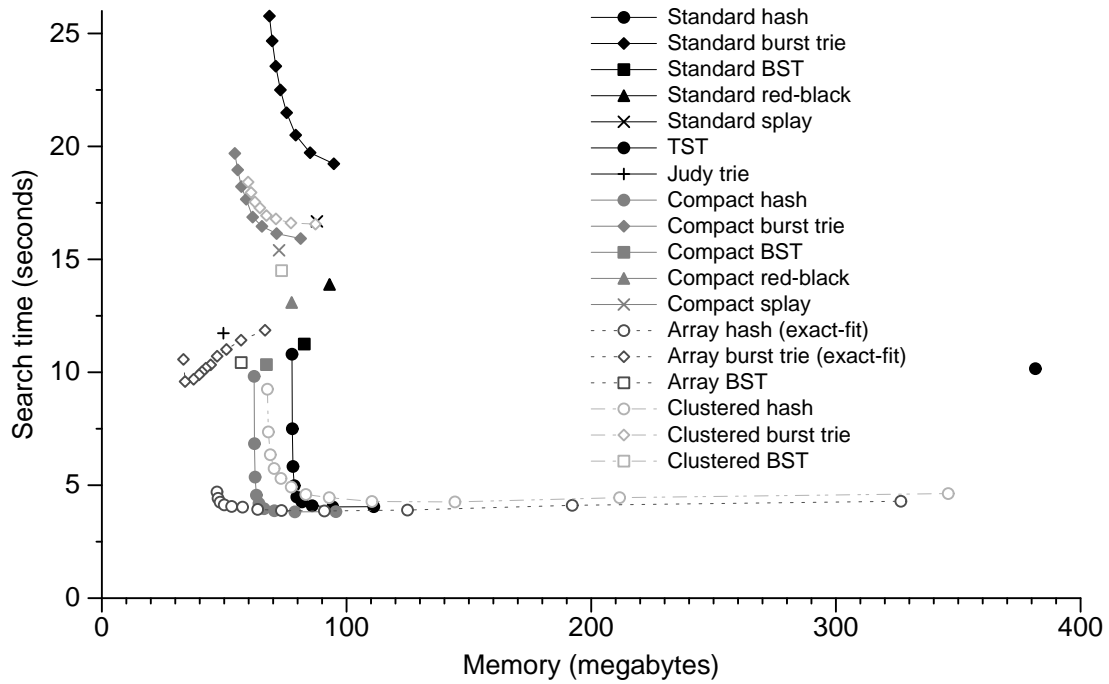 25
20
15
10
5
0
Search time (seconds)
Standard hash
Standard burst trie
Standard BST
Standard red-black
Standard splay
TST
Judy trie
Compact hash
Compact burst trie
Compact BST
Compact red-black
Compact splay
Array hash (exact-fit)
Array burst trie (exact-fit)
Array BST
Clustered hash
Clustered burst trie
Clustered BST
0 100 200 300 400
Memory (megabytes)